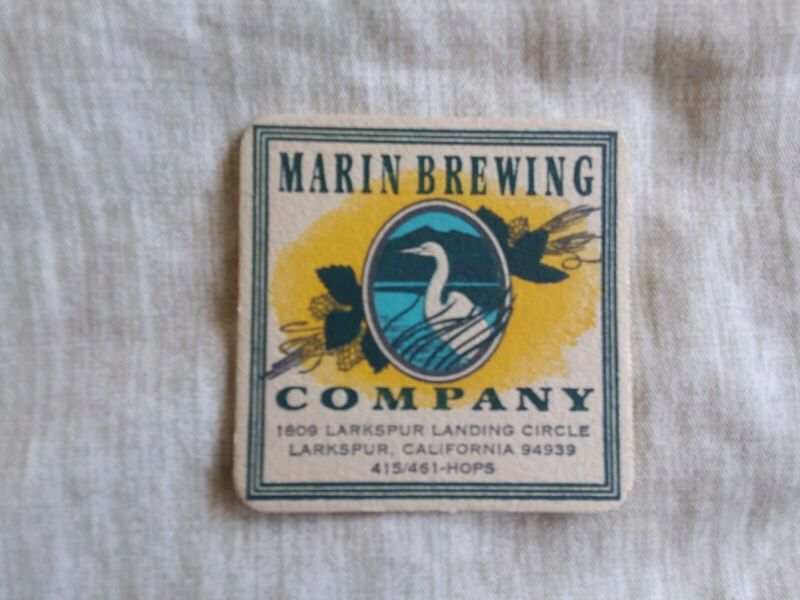 MARIN BREWING
COMPANY
1809 LARKSPUR LANDING CIRCLE
LARKSPUR, CALIFORNIA 94939
415/461-HOPS